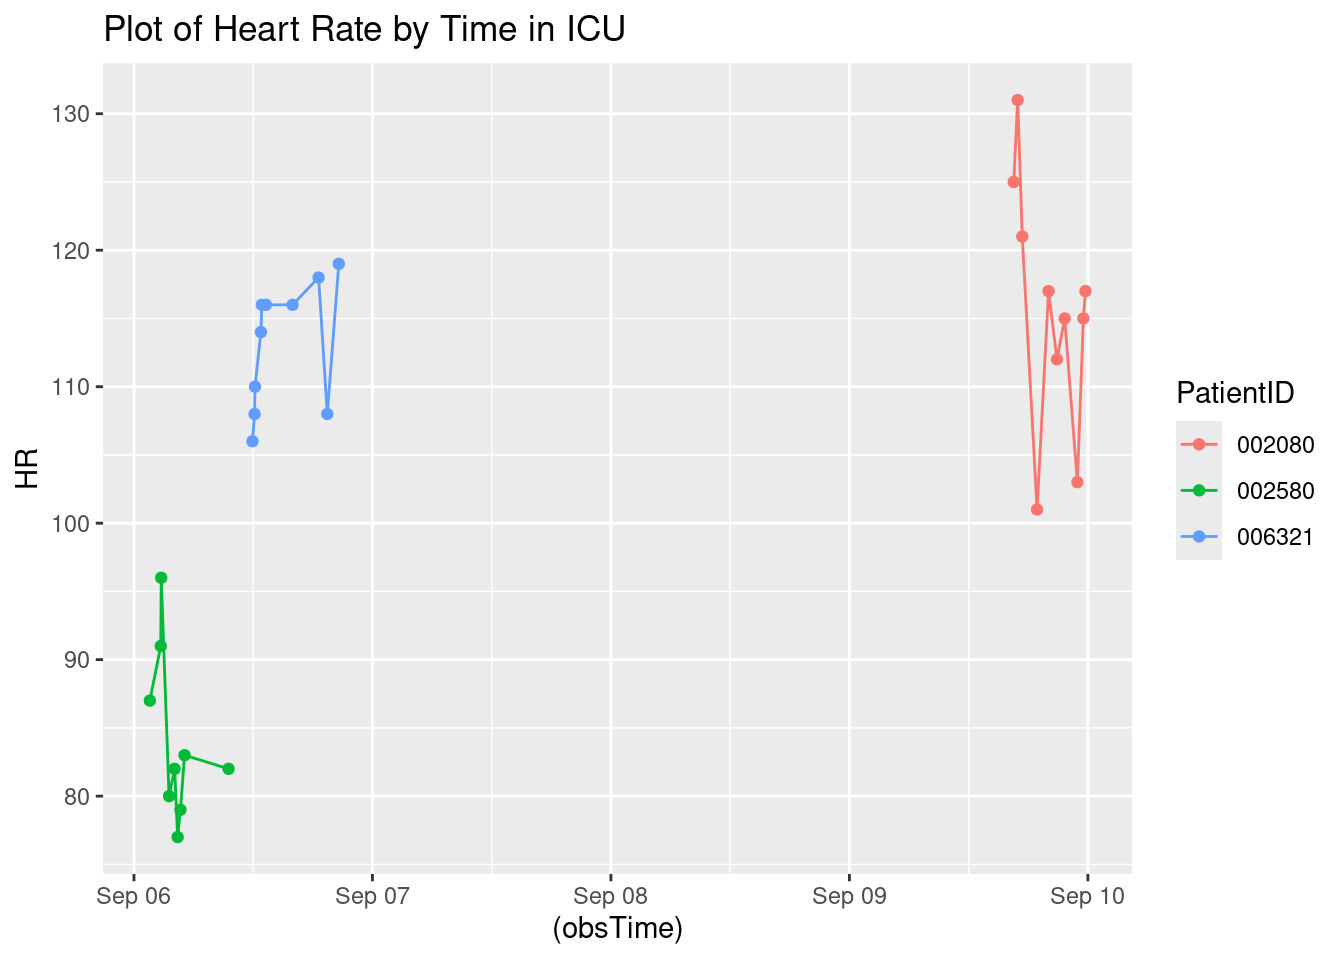 Plot of Heart Rate by Time in ICU
130
120
110
100
90
80
HR
Sep 06 Sep 07 Sep 08 Sep 09 Sep 10
(obsTime)
PatientID
002080
002580
006321